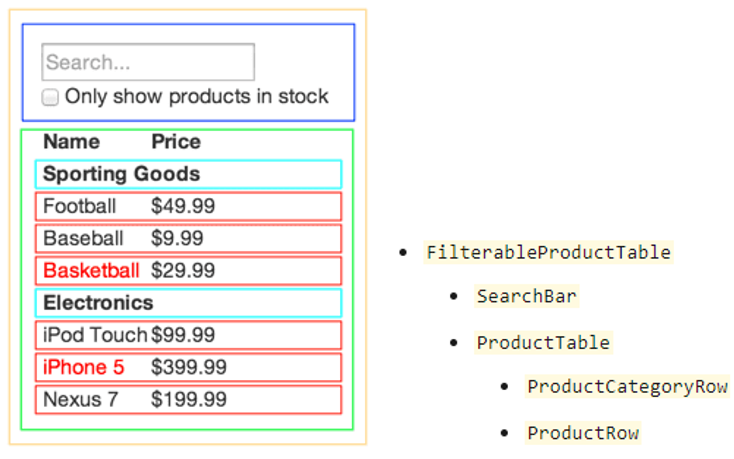 Search...
Only show products in stock
Name Price
Sporting Goods
Football $49.99
Baseball $9.99
Basketball $29.99
Electronics
iPod Touch $99.99
iPhone 5 $399.99
Nexus 7 $199.99
FilterableProductTable
SearchBar
ProductTable
ProductCategoryRow
ProductRow